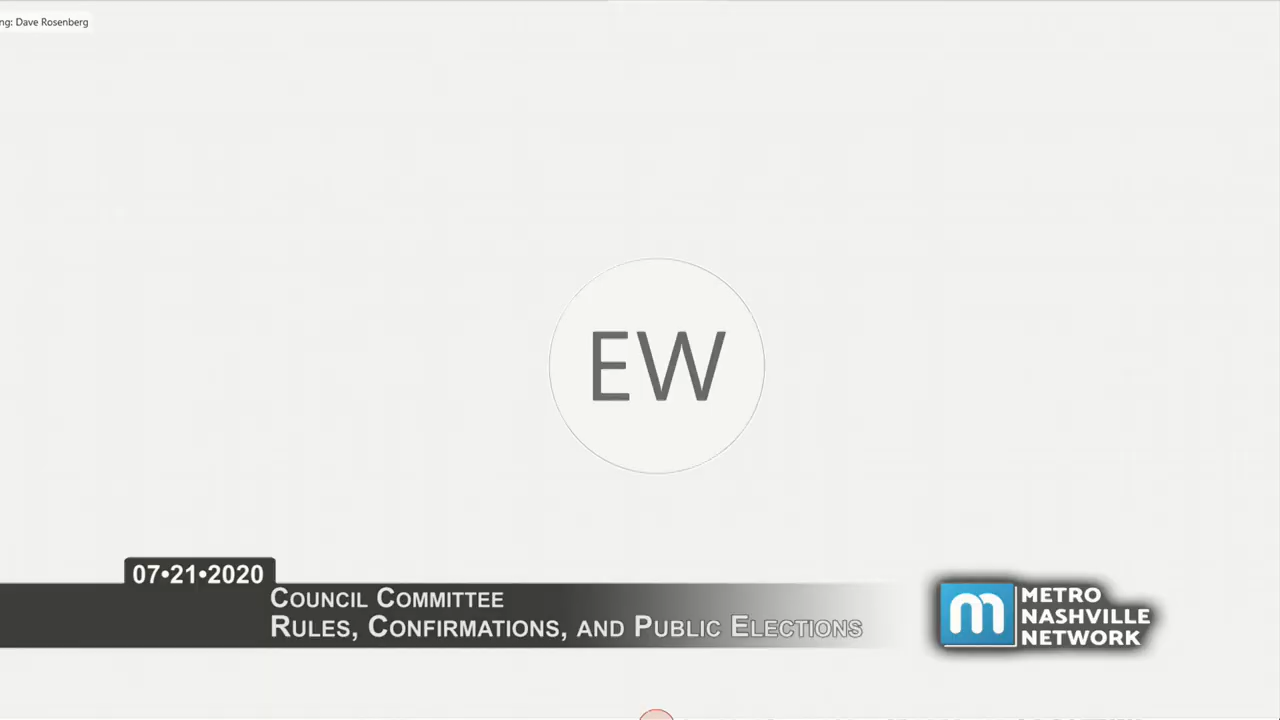 ng: Dave Rosenberg
EW
07•21•2020
COUNCIL COMMITTEE
RULES, CONFIRMATIONS, AND PUBLIC ELECTIONS
m
METRO
NASHVILLE
NETWORK